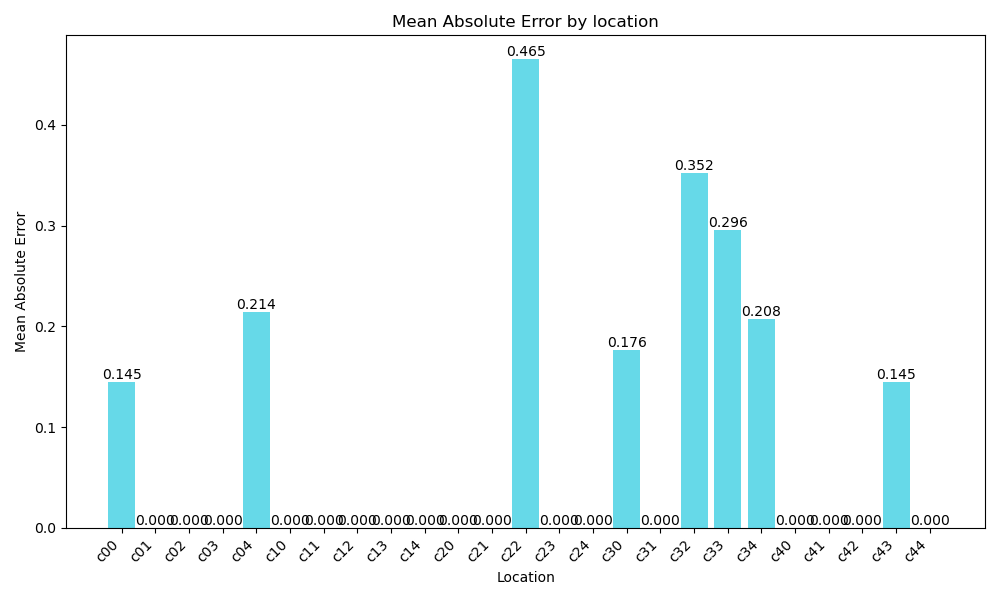 Mean Absolute Error by location
Mean Absolute Error
0.4
0.3
0.2
0.1
0.0
0.145
0.000
0.000
0.000
0.214
0.000
0.000
0.000
0.000
0.000
0.000
0.000
0.465
0.000
0.000
0.176
0.000
0.352
0.296
0.208
0.000
0.000
0.000
0.145
0.000
c00
c01
c02
c03
c04
c10
c11
c12
c13
c14
c20
c21
c22
c23
c24
c30
c31
c32
c33
c34
c40
c41
c42
c43
c44
Location